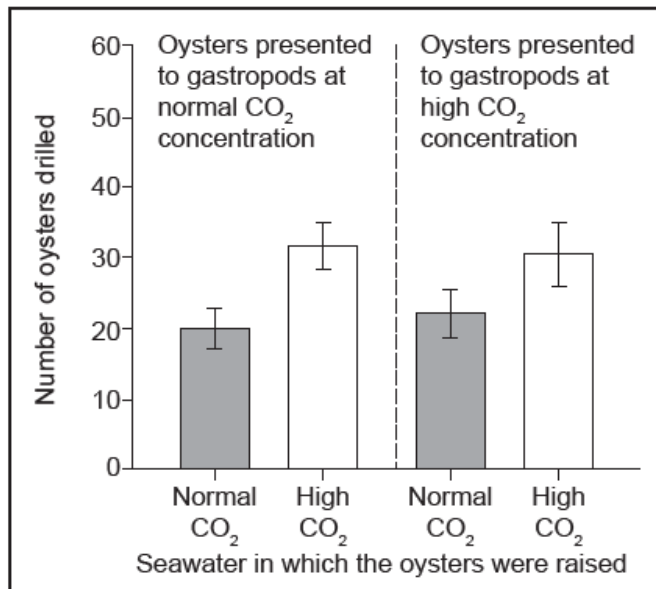 60
50
40
30
20
10
0
Number of oysters drilled
Oysters presented
to gastropods at
normal CO₂
concentration
Oysters presented
to gastropods at
high CO₂
concentration
Normal
CO₂
High
CO₂
Normal
CO₂
High
CO₂
Seawater in which the oysters were raised